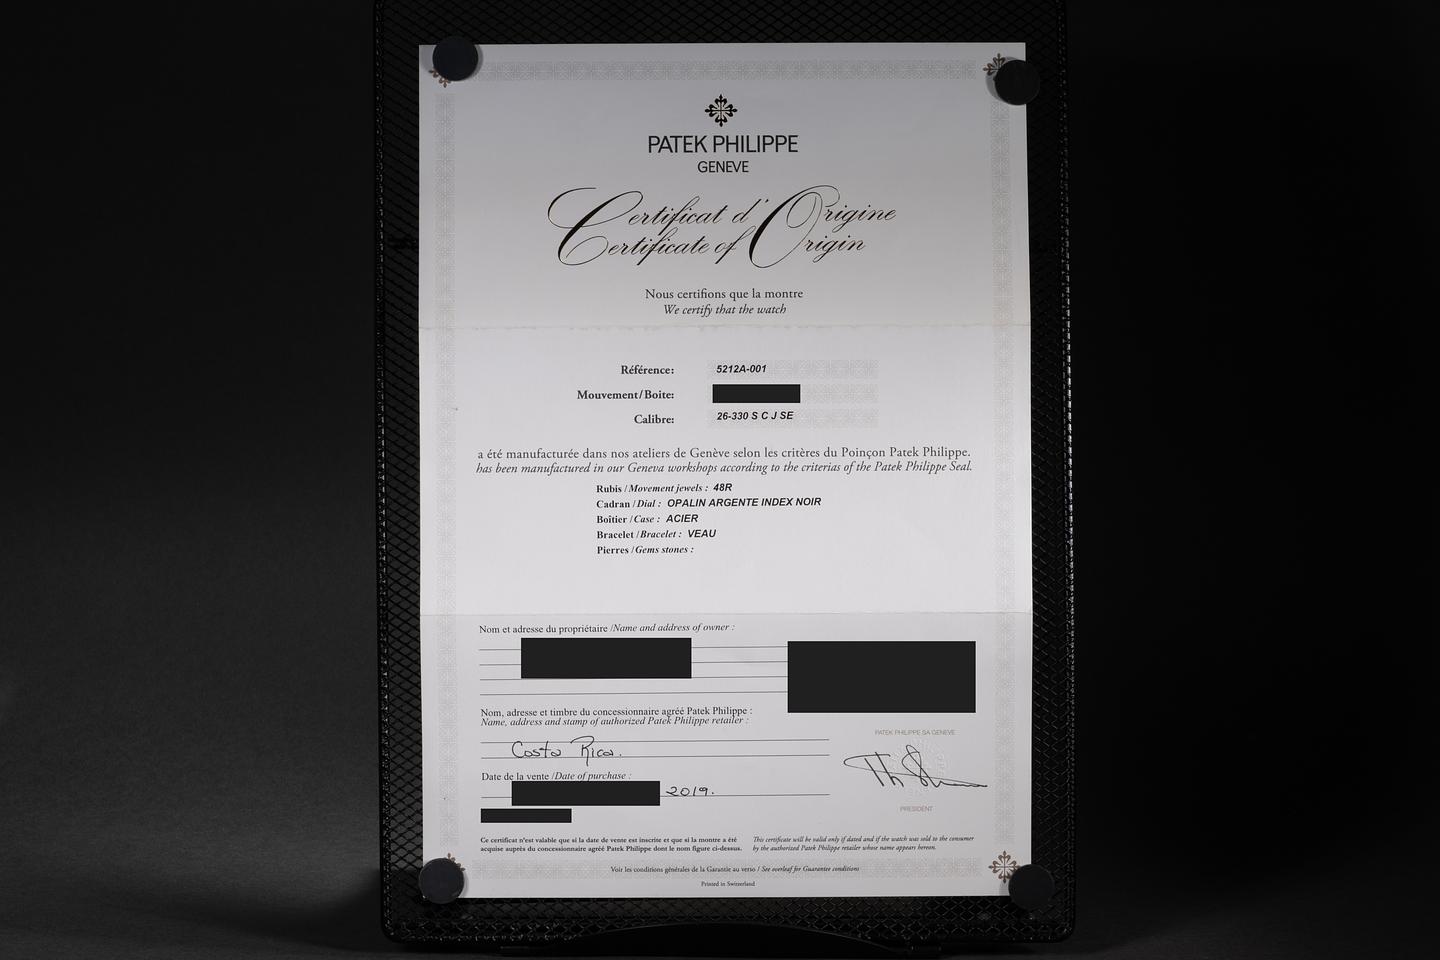 PATEK PHILIPPE
GENEVE
Certificat d'Origine
Certificate of Origin
Nous certifions que la montre
We certify that the watch
Référence: 5212A-001
Mouvement/Boite:
Calibre: 26-330 S C J SE
a été manufacturée dans nos ateliers de Genève selon les critères du Poinçon Patek Philippe.
has been manufactured in our Geneva workshops according to the criterias of the Patek Philippe Seal.
Rubis / Movement jewels : 48R
Cadran / Dial : OPALIN ARGENTE INDEX NOIR
Boîtier / Case : ACIER
Bracelet / Bracelet : VEAU
Pierres / Gems stones :
Nom et adresse du propriétaire / Name and address of owner :
Nom, adresse et timbre du concessionnaire agréé Patek Philippe :
Name, address and stamp of authorized Patek Philippe retailer :
Costa Rica.
PATEK PHILIPPE SA GENEVE
Date de la vente / Date of purchase :
2019.
PRESIDENT
Ce certificat n'est valable que si la date de vente est inscrite et que si la montre a été
acquise auprès du concessionnaire agréé Patek Philippe dont le nom figure ci-dessus.
This certificate will be valid only if dated and if the watch was sold to the consumer
by the authorized Patek Philippe retailer whose name appears hereon.
Voir les conditions générales de la Garantie au verso / See overleaf for Guarantee conditions
Printed in Switzerland